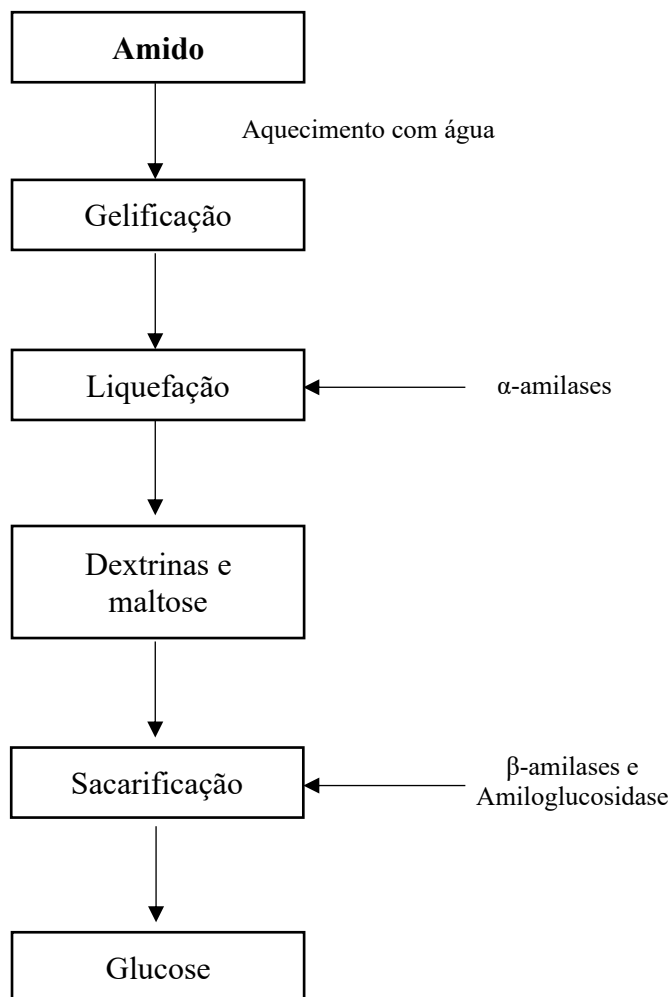 Amido
Aquecimento com água
Gelificação
Liquefação
α-amilases
Dextrinas e
maltose
Sacarificação
β-amilases e
Amiloglucosidase
Glucose